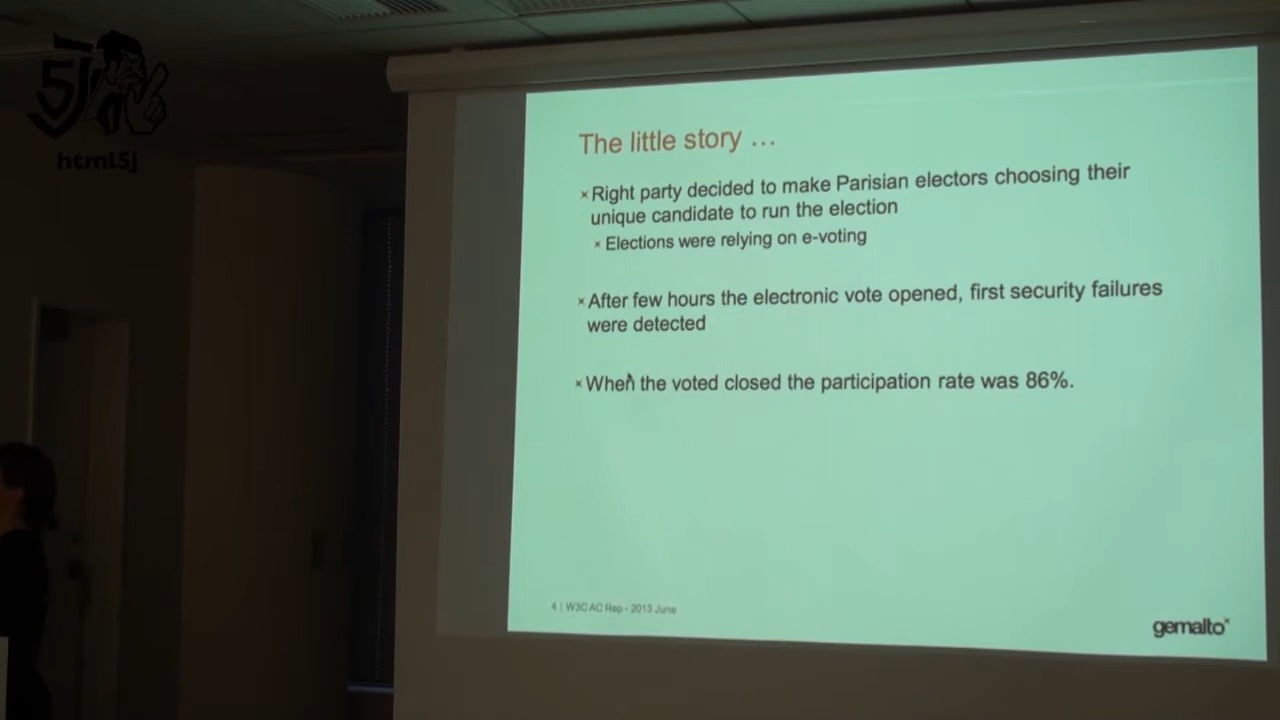 5J
html5j
The little story ...
Right party decided to make Parisian electors choosing their
unique candidate to run the election
Elections were relying on e-voting
After few hours the electronic vote opened, first security failures
were detected
When the voted closed the participation rate was 86%.
4 | W3C AC Rep - 2013 June
gemalto